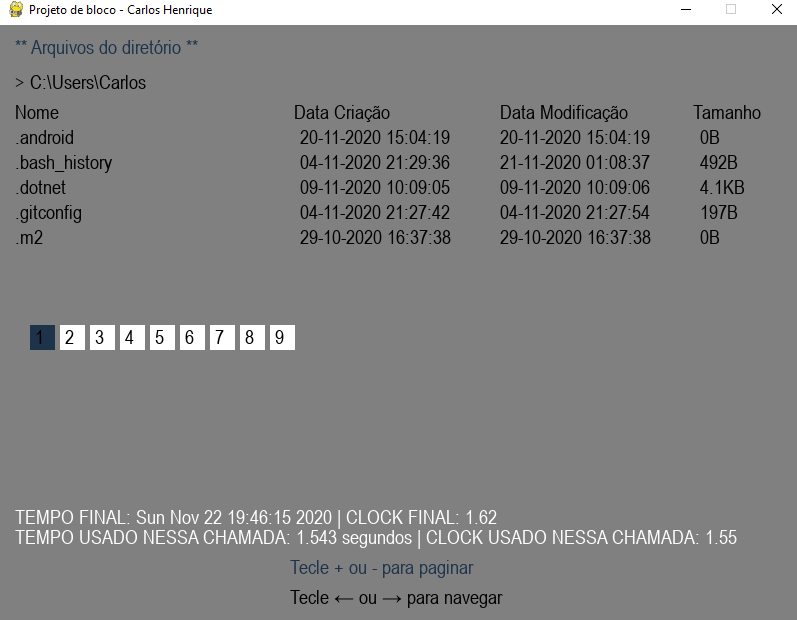 Projeto de bloco - Carlos Henrique
** Arquivos do diretório **
> C:\Users\Carlos
Nome Data Criação Data Modificação Tamanho
.android 20-11-2020 15:04:19 20-11-2020 15:04:19 0B
.bash_history 04-11-2020 21:29:36 21-11-2020 01:08:37 492B
.dotnet 09-11-2020 10:09:05 09-11-2020 10:09:06 4.1KB
.gitconfig 04-11-2020 21:27:42 04-11-2020 21:27:54 197B
.m2 29-10-2020 16:37:38 29-10-2020 16:37:38 0B
1 2 3 4 5 6 7 8 9
TEMPO FINAL: Sun Nov 22 19:46:15 2020 | CLOCK FINAL: 1.62
TEMPO USADO NESSA CHAMADA: 1.543 segundos | CLOCK USADO NESSA CHAMADA: 1.55
Tecle + ou - para paginar
Tecle ← ou → para navegar